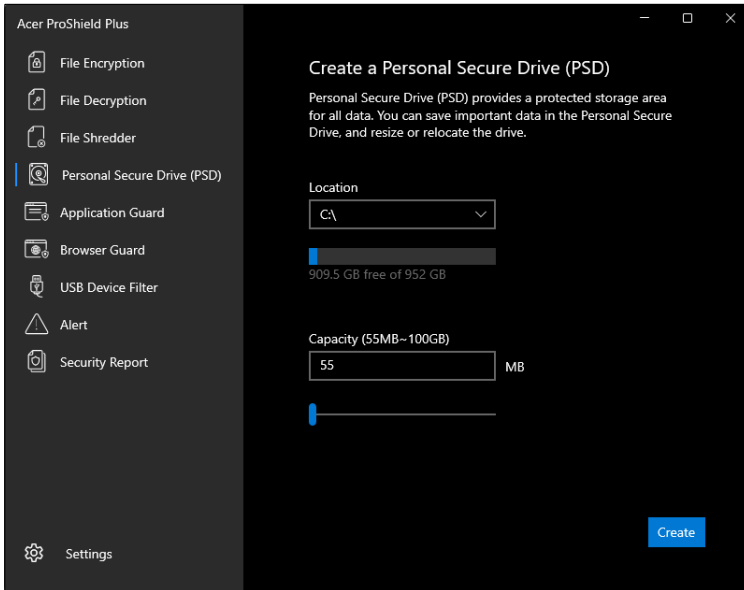 Acer ProShield Plus
File Encryption
File Decryption
File Shredder
Personal Secure Drive (PSD)
Application Guard
Browser Guard
USB Device Filter
Alert
Security Report
Settings
Create a Personal Secure Drive (PSD)
Personal Secure Drive (PSD) provides a protected storage area
for all data. You can save important data in the Personal Secure
Drive, and resize or relocate the drive.
Location
C:\
909.5 GB free of 952 GB
Capacity (55MB~100GB)
55
MB
Create